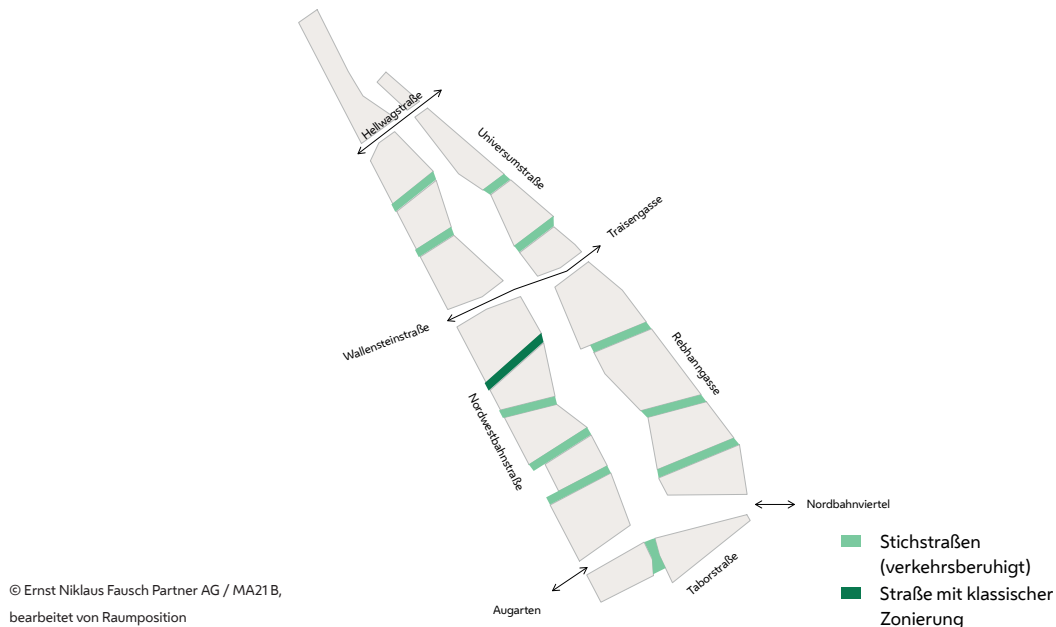 Hellwagstraße
Universumstraße
Traisengasse
Wallensteinstraße
Rebhanngasse
Nordwestbahnstraße
Nordbahnviertel
Stichstraßen
(verkehrsberuhigt)
Straße mit klassischer
Zonierung
Taborstraße
Augarten
© Ernst Niklaus Fausch Partner AG / MA21 B,
bearbeitet von Raumposition